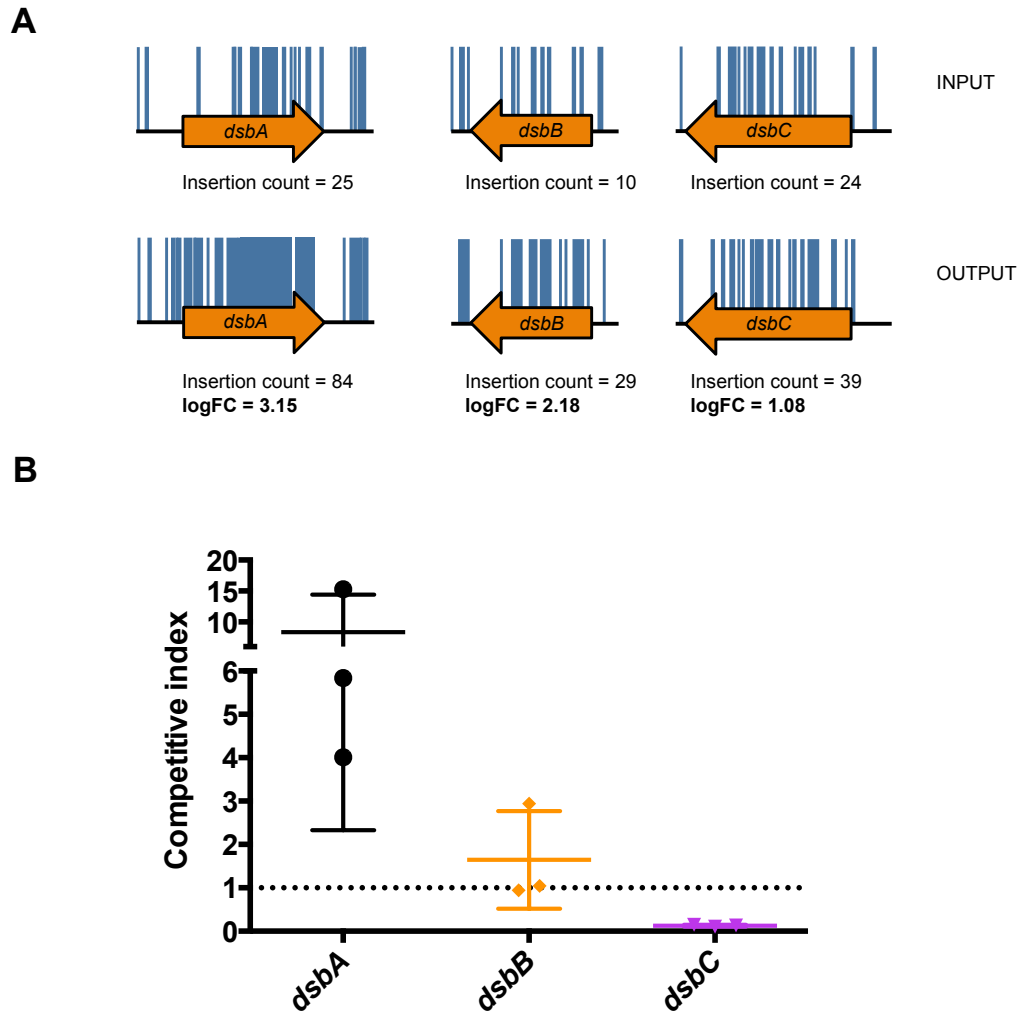 A
INPUT
dsbA
dsbB
dsbC
Insertion count = 25
Insertion count = 10
Insertion count = 24
OUTPUT
dsbA
dsbB
dsbC
Insertion count = 84
logFC = 3.15
Insertion count = 29
logFC = 2.18
Insertion count = 39
logFC = 1.08
B
Competitive index
20
15
10
6
5
4
3
2
1
0
dsbA
dsbB
dsbC